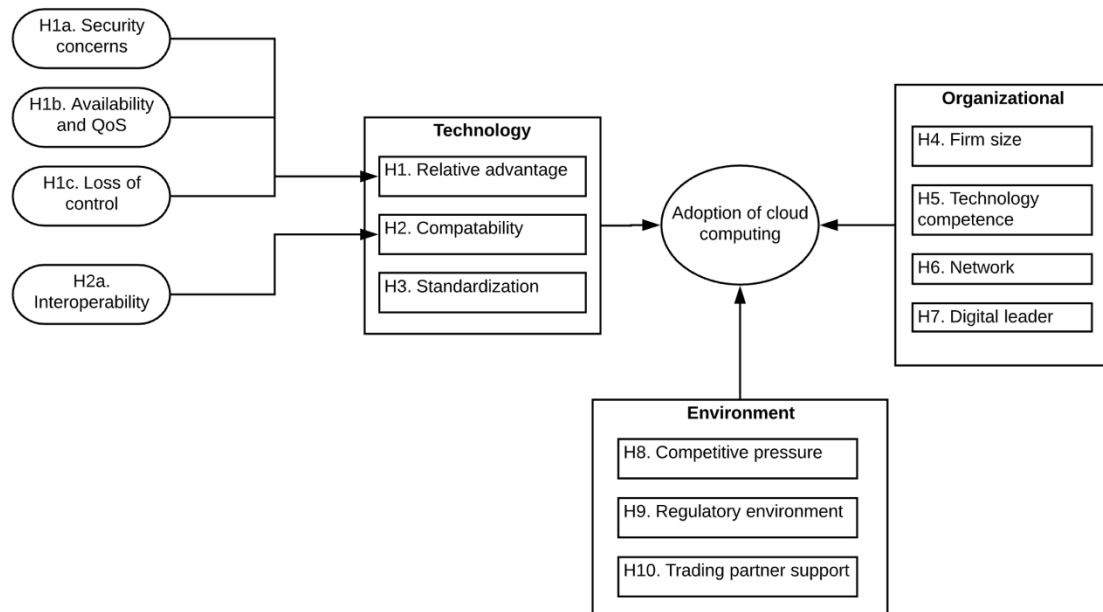 H1a. Security
concerns
H1b. Availability
and QoS
H1c. Loss of
control
H2a.
Interoperability
Technology
H1. Relative advantage
H2. Compatability
H3. Standardization
Adoption of cloud
computing
Organizational
H4. Firm size
H5. Technology
competence
H6. Network
H7. Digital leader
Environment
H8. Competitive pressure
H9. Regulatory environment
H10. Trading partner support